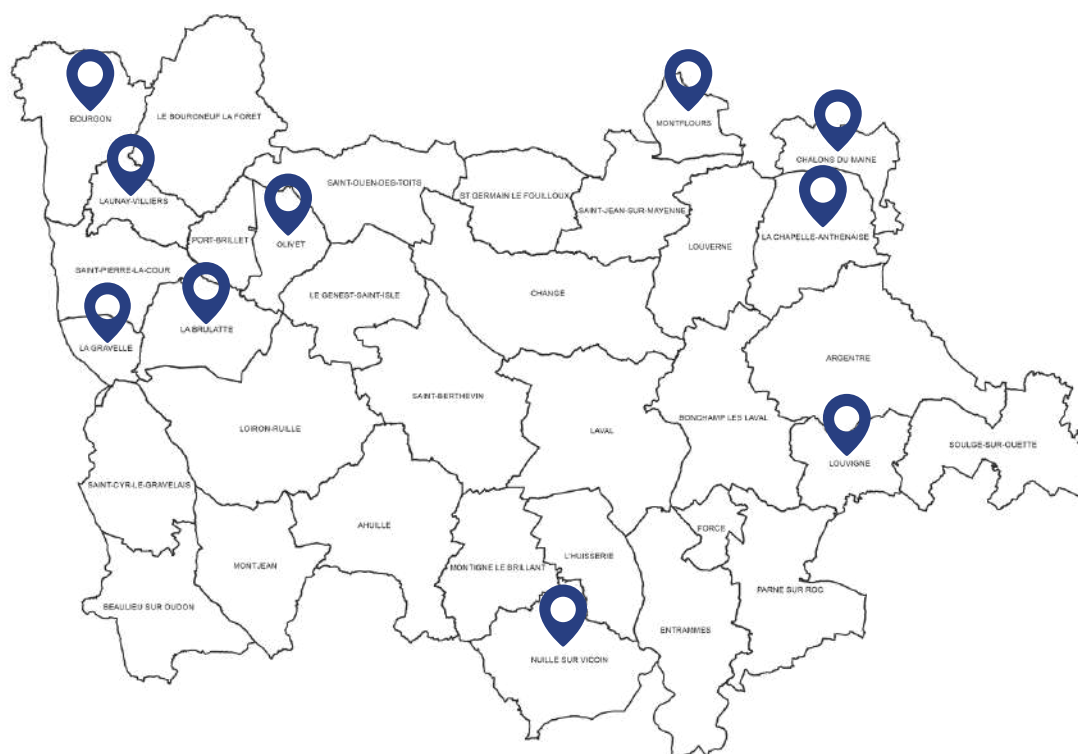 BOURGON
LE BOURGNEUF LA FORET
MONTFLOURS
CHALONS DU MAINE
SAINT-OUEN-DES-TOITS
ST GERMAIN LE FOUILLOUX
LAUNAY-VILLIERS
SAINT-JEAN-SUR-MAYENNE
LA CHAPELLE-ANTHENAISE
PORT-BRILLET
OLIVET
LOUVERNE
SAINT-PIERRE-LA-COUR
LE GENEST-SAINT-ISLE
CHANGÉ
LA BRULATTE
LA GRAVELLE
ARGENTRE
SAINT-BERTHEVIN
BONCHAMP LES LAVAL
LOIRON-RUILLE
LAVAL
SOULGE-SUR-OUETTE
LOUVIGNE
SAINT-CYR-LE-GRAVELAIS
AHUILLE
FORCE
L'HUISSERIE
MONTJEAN
MONTIGNE LE BRILLANT
PARNE SUR ROC
BEAULIEU SUR OUDON
ENTRAMMES
NUILLE SUR VICOIN